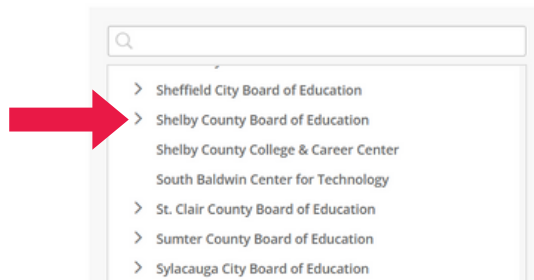 Sheffield City Board of Education
Shelby County Board of Education
Shelby County College & Career Center
South Baldwin Center for Technology
St. Clair County Board of Education
Sumter County Board of Education
Sylacauga City Board of Education